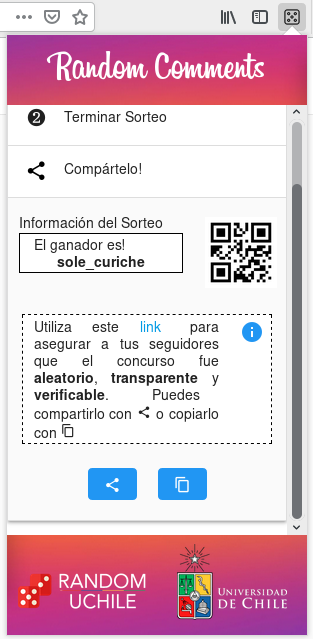 Random Comments
2 Terminar Sorteo
Compártelo!
Información del Sorteo
El ganador es!
sole_curiche
Utiliza este link para
asegurar a tus seguidores
que el concurso fue
aleatorio, transparente y
verificable. Puedes
compartirlo con o copiarlo
con
RANDOM
UCHILE
UNIVERSIDAD
DE CHILE